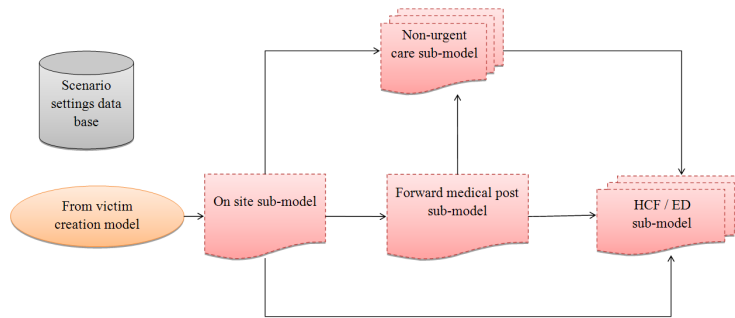 Non-urgent
care sub-model
Scenario
settings data
base
From victim
creation model
On site sub-model
Forward medical post
sub-model
HCF / ED
sub-model